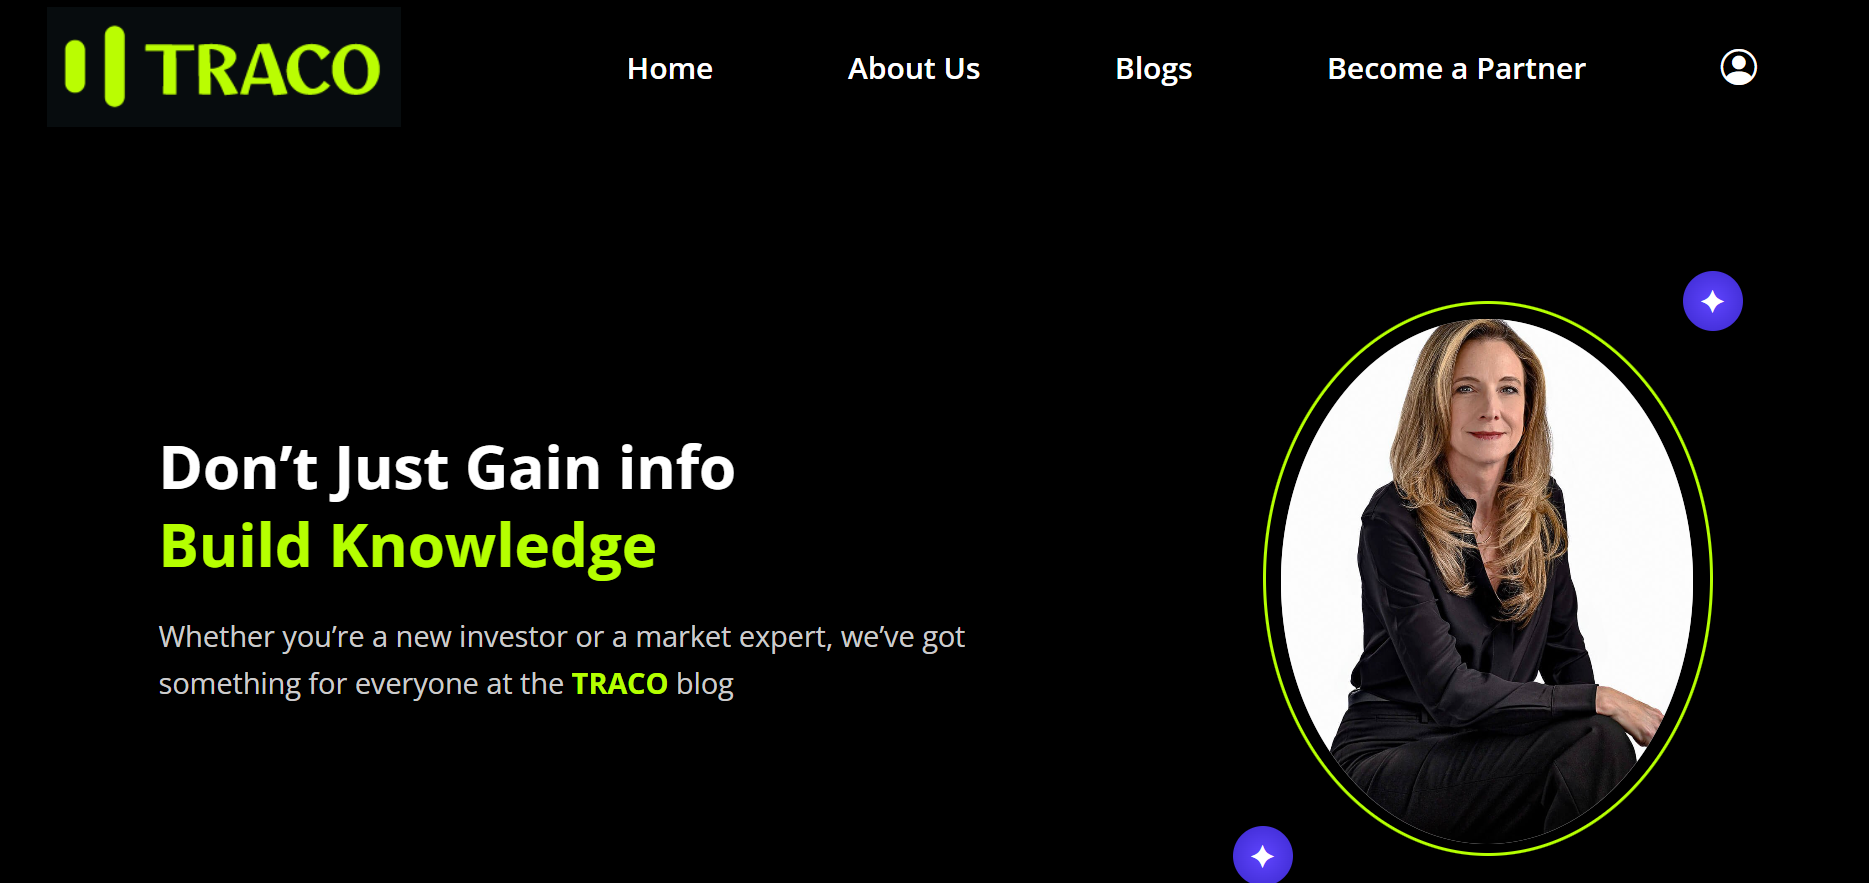 TRACO
Home
About Us
Blogs
Become a Partner
Don’t Just Gain info
Build Knowledge
Whether you’re a new investor or a market expert, we’ve got
something for everyone at the TRACO blog